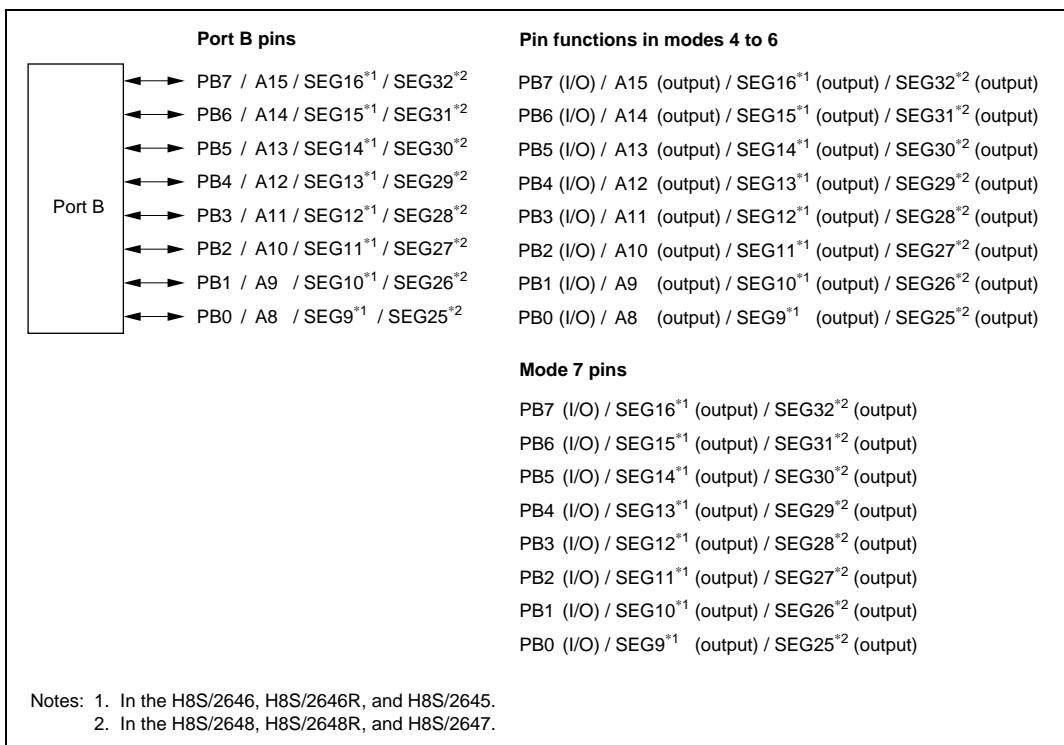 Port B pins
Port B
PB7 / A15 / SEG16*1 / SEG32*2
PB6 / A14 / SEG15*1 / SEG31*2
PB5 / A13 / SEG14*1 / SEG30*2
PB4 / A12 / SEG13*1 / SEG29*2
PB3 / A11 / SEG12*1 / SEG28*2
PB2 / A10 / SEG11*1 / SEG27*2
PB1 / A9 / SEG10*1 / SEG26*2
PB0 / A8 / SEG9*1 / SEG25*2
Pin functions in modes 4 to 6
PB7 (I/O) / A15 (output) / SEG16*1 (output) / SEG32*2 (output)
PB6 (I/O) / A14 (output) / SEG15*1 (output) / SEG31*2 (output)
PB5 (I/O) / A13 (output) / SEG14*1 (output) / SEG30*2 (output)
PB4 (I/O) / A12 (output) / SEG13*1 (output) / SEG29*2 (output)
PB3 (I/O) / A11 (output) / SEG12*1 (output) / SEG28*2 (output)
PB2 (I/O) / A10 (output) / SEG11*1 (output) / SEG27*2 (output)
PB1 (I/O) / A9 (output) / SEG10*1 (output) / SEG26*2 (output)
PB0 (I/O) / A8 (output) / SEG9*1 (output) / SEG25*2 (output)
Mode 7 pins
PB7 (I/O) / SEG16*1 (output) / SEG32*2 (output)
PB6 (I/O) / SEG15*1 (output) / SEG31*2 (output)
PB5 (I/O) / SEG14*1 (output) / SEG30*2 (output)
PB4 (I/O) / SEG13*1 (output) / SEG29*2 (output)
PB3 (I/O) / SEG12*1 (output) / SEG28*2 (output)
PB2 (I/O) / SEG11*1 (output) / SEG27*2 (output)
PB1 (I/O) / SEG10*1 (output) / SEG26*2 (output)
PB0 (I/O) / SEG9*1 (output) / SEG25*2 (output)
Notes: 1. In the H8S/2646, H8S/2646R, and H8S/2645.
2. In the H8S/2648, H8S/2648R, and H8S/2647.